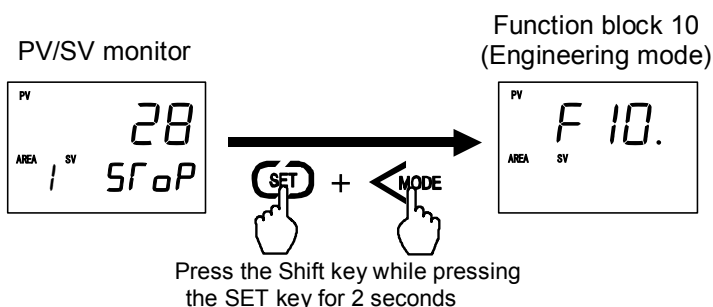 PV/SV monitor
Function block 10
(Engineering mode)
PV
28
AREA 1 SV SToP
SET + <MODE
PV
F 10.
AREA SV
Press the Shift key while pressing
the SET key for 2 seconds